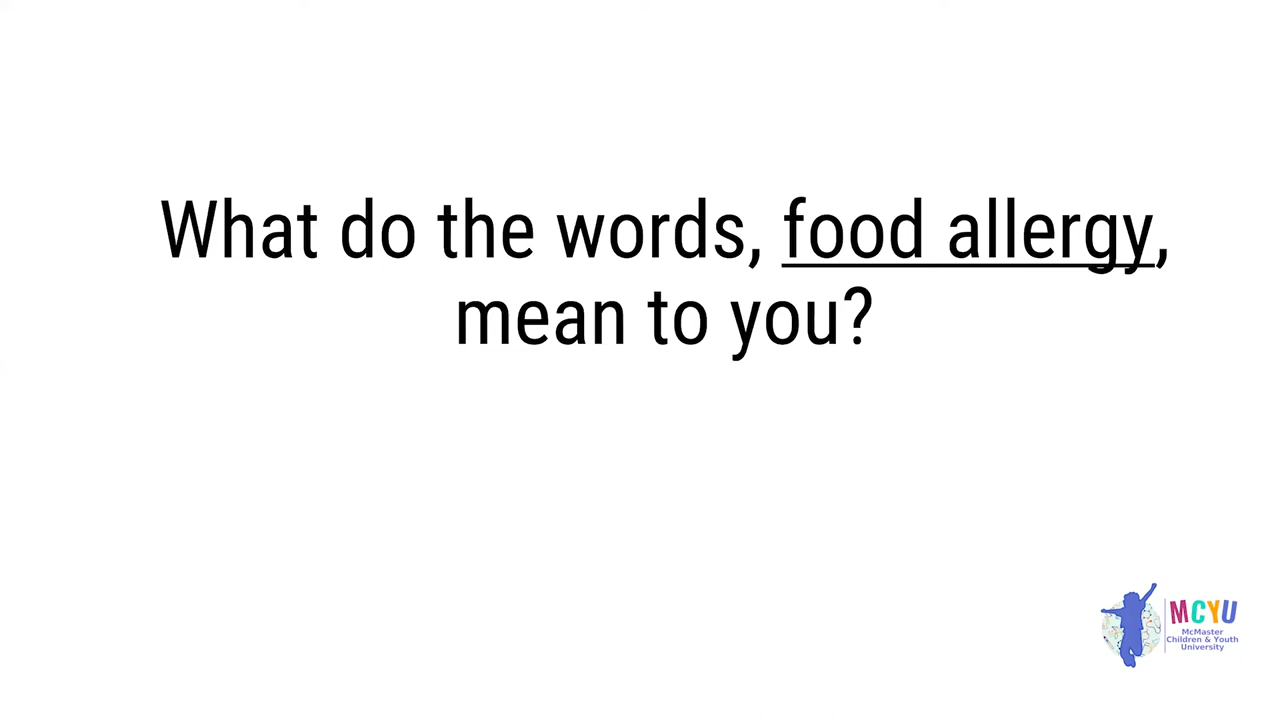 What do the words, food allergy,
mean to you?
MCYU
McMaster
Children & Youth
University